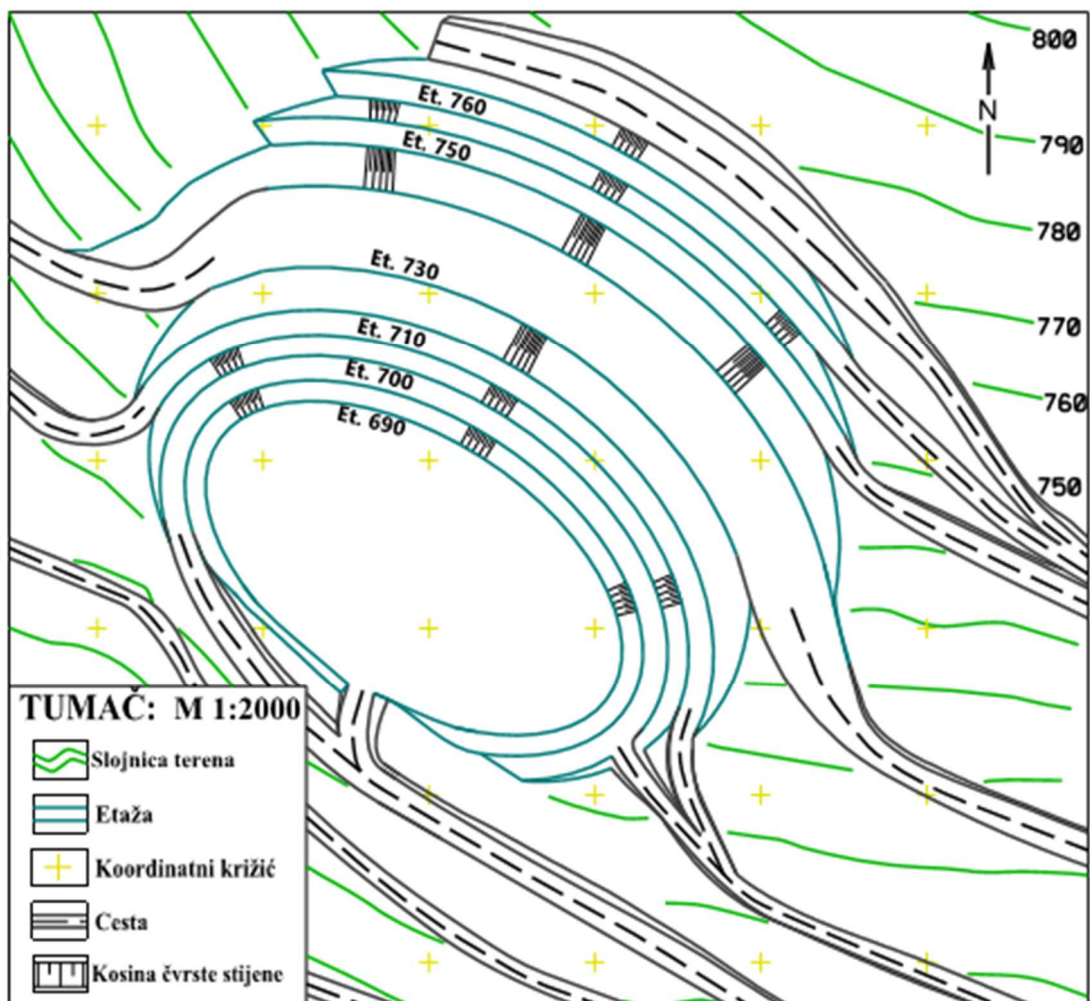 800
Et. 760
N
Et. 750
790
780
Et. 730
770
Et. 710
Et. 700
760
Et. 690
750
TUMAČ: M 1:2000
Slojnica terena
Etaža
Koordinatni križić
Cesta
Kosina čvrste stijene